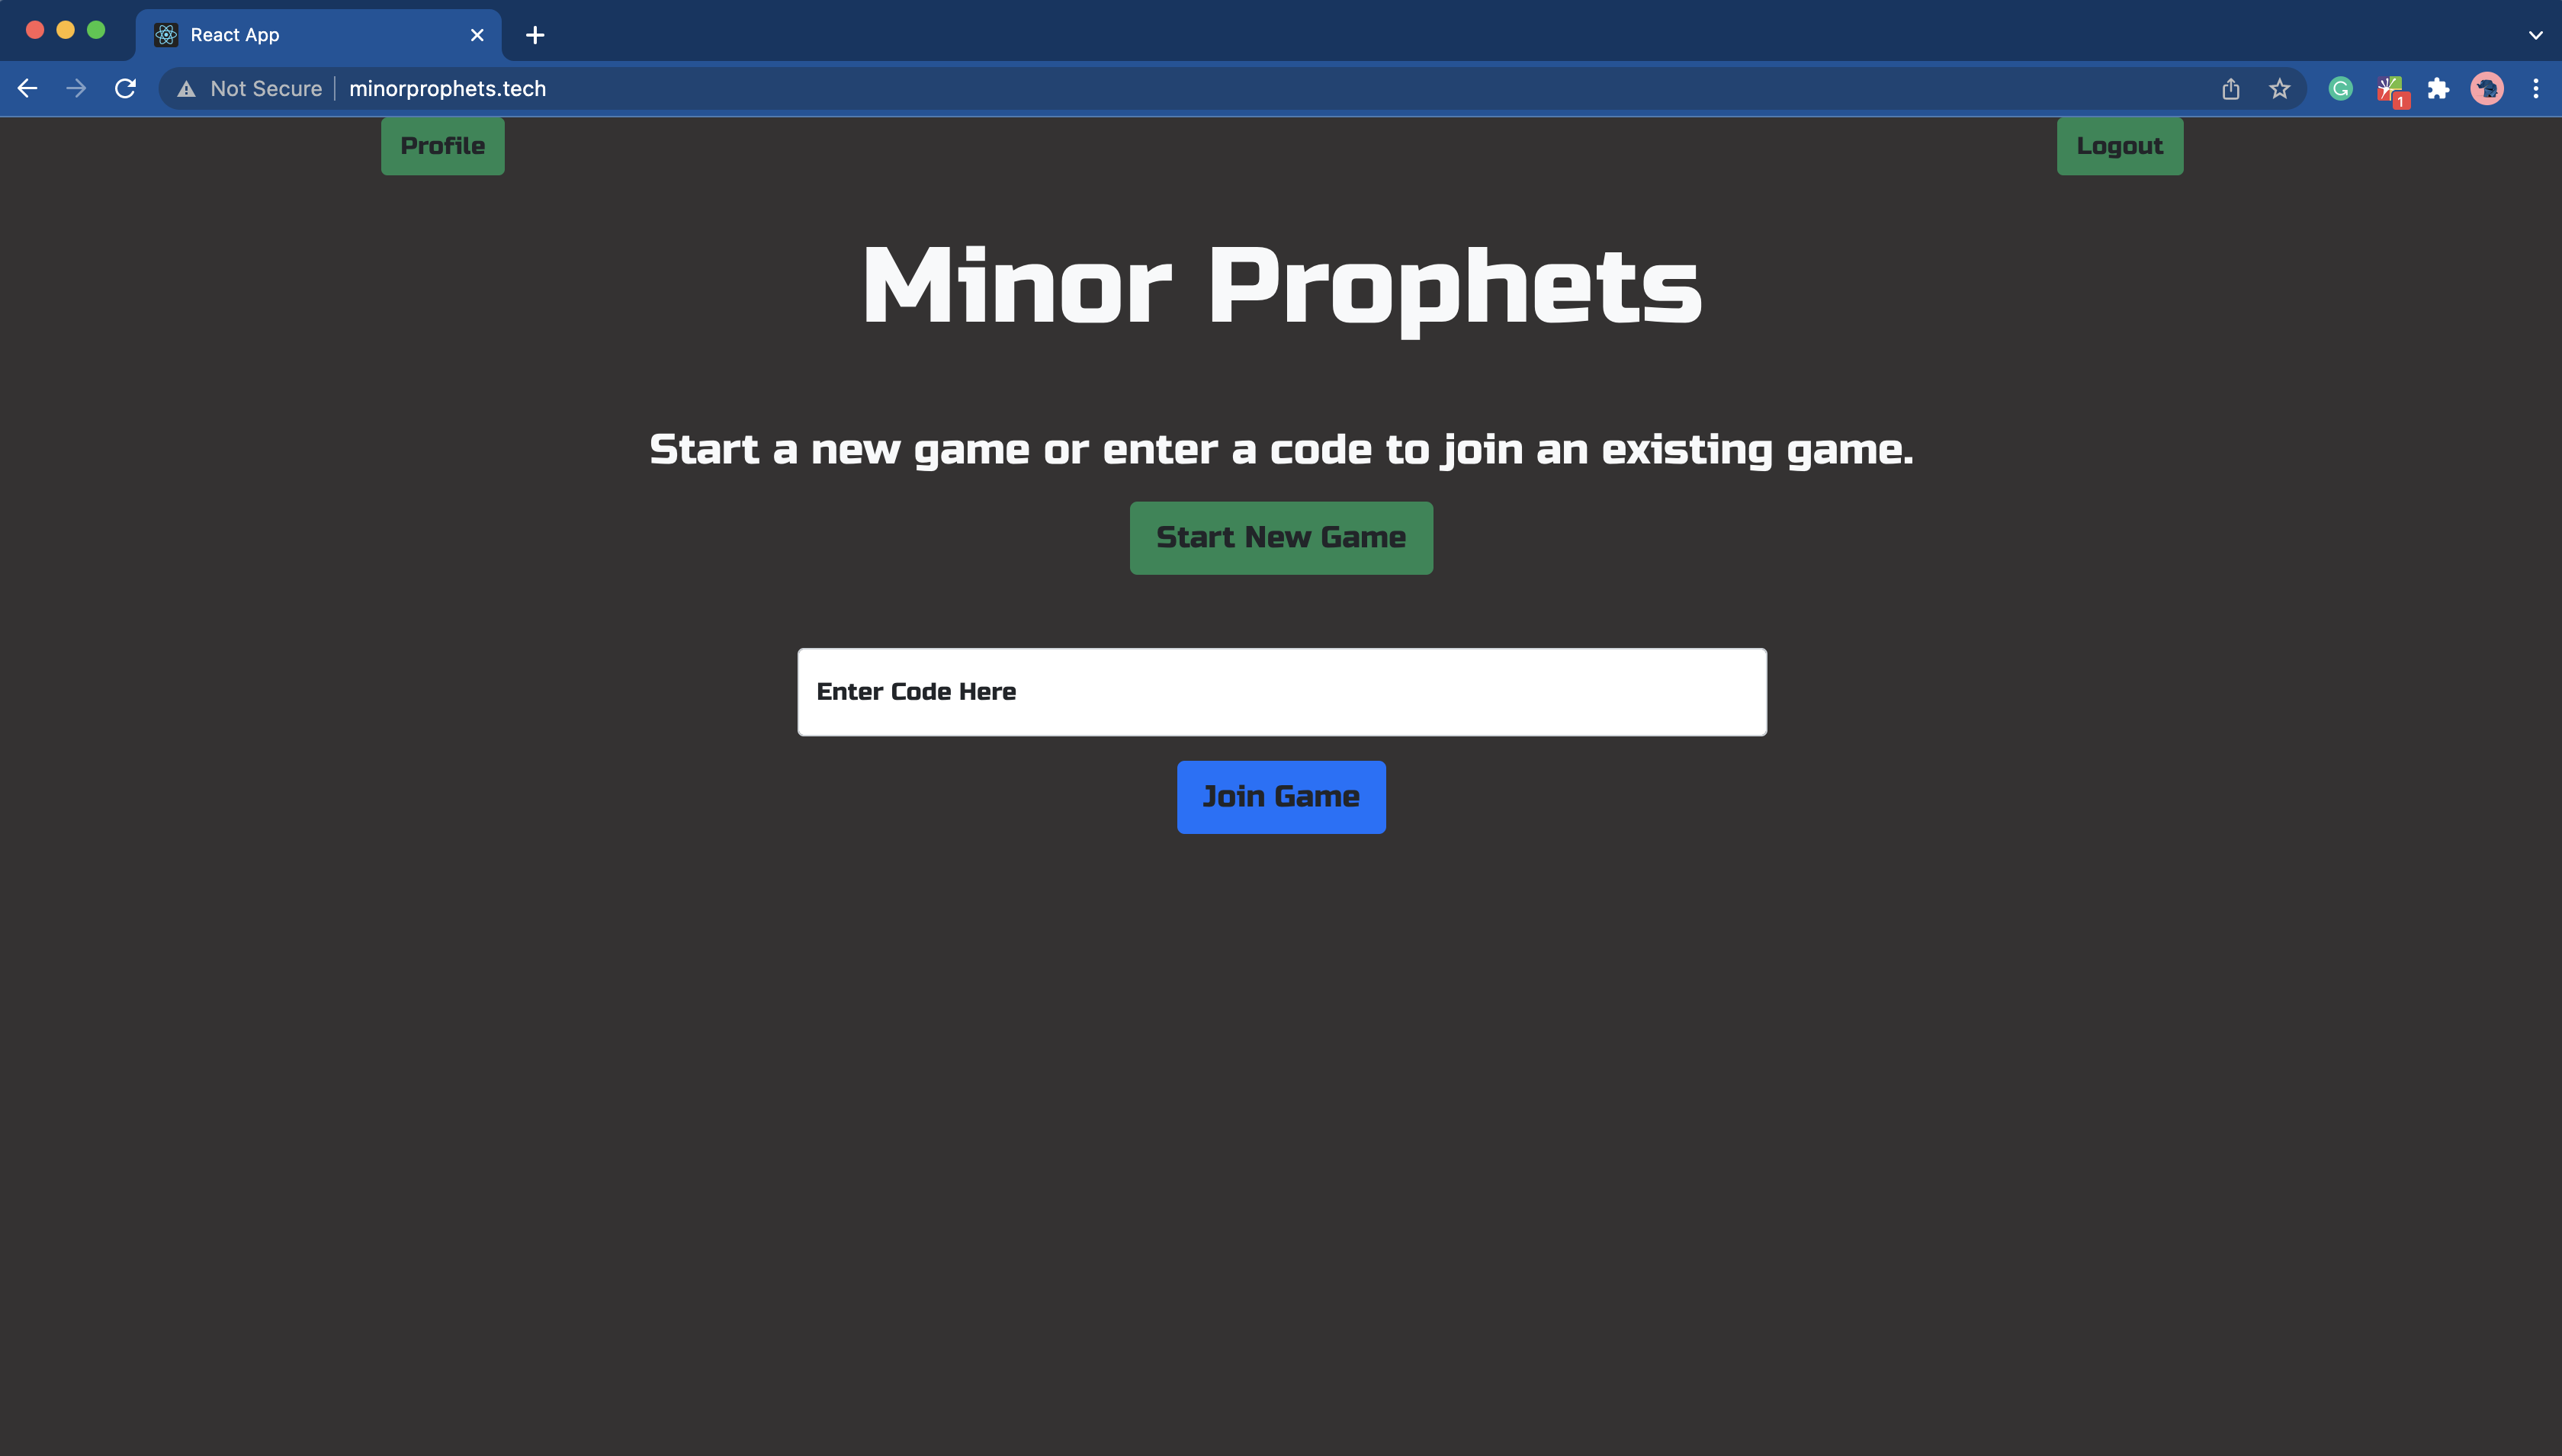 React App
Not Secure
minorprophets.tech
1
Profile
Logout
Minor Prophets
Start a new game or enter a code to join an existing game.
Start New Game
Enter Code Here
Join Game